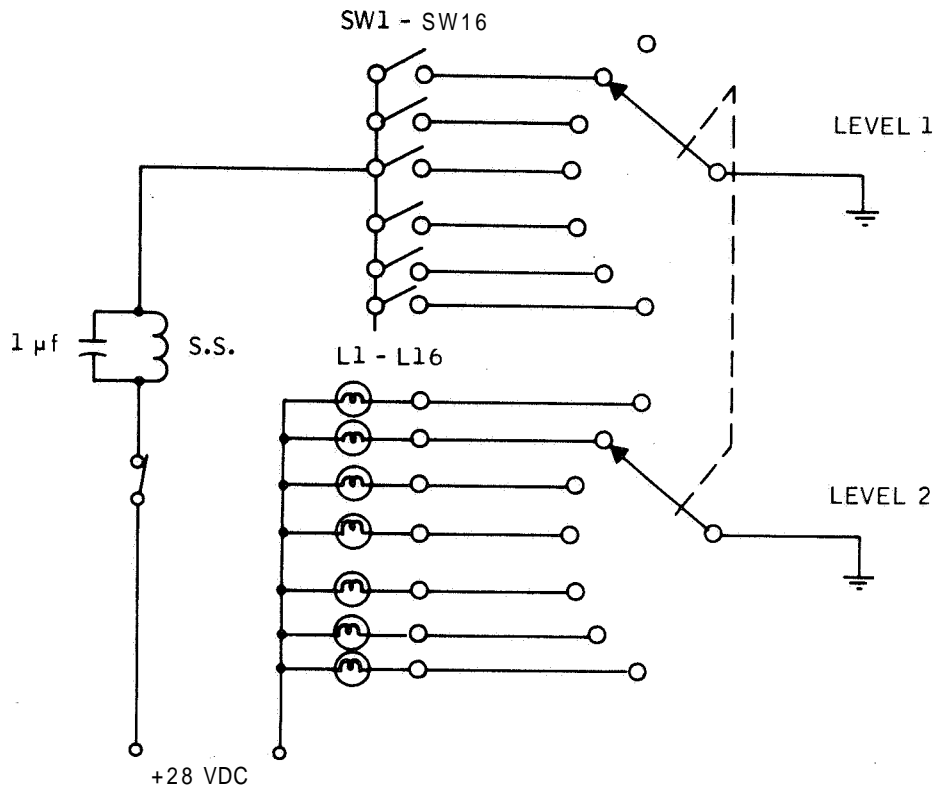 SW1 - SW16
LEVEL 1
1 µf
S.S.
L1 - L16
LEVEL 2
+28 VDC